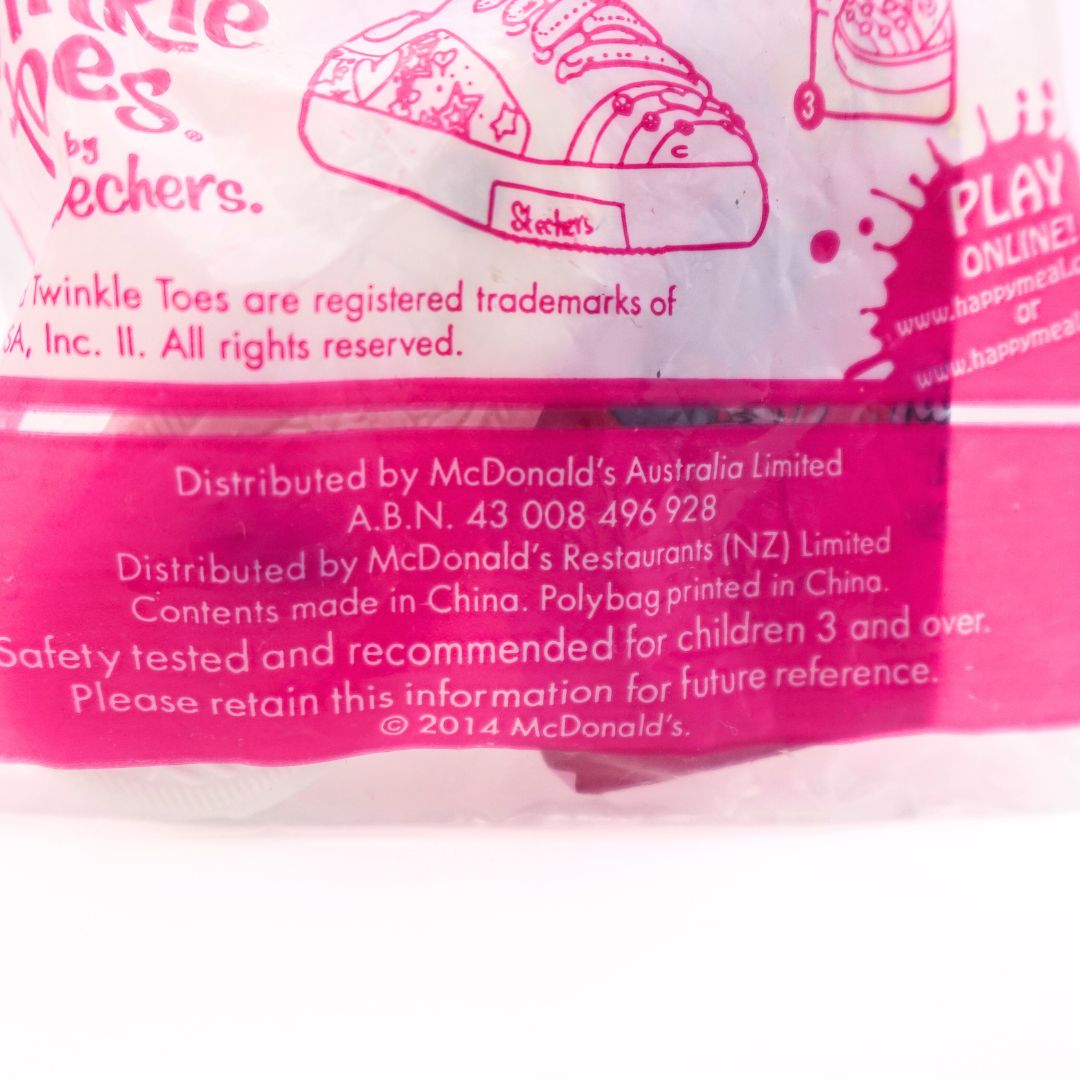 by
Skechers
3
PLAY
ONLINE!
or
Twinkle Toes are registered trademarks of
Inc. II. All rights reserved.
Distributed by McDonald's Australia Limited
A.B.N. 43 008 496 928
Distributed by McDonald's Restaurants (NZ) Limited
Contents made in China. Polybag printed in China.
Safety tested and recommended for children 3 and over.
Please retain this information for future reference.
© 2014 McDonald's.